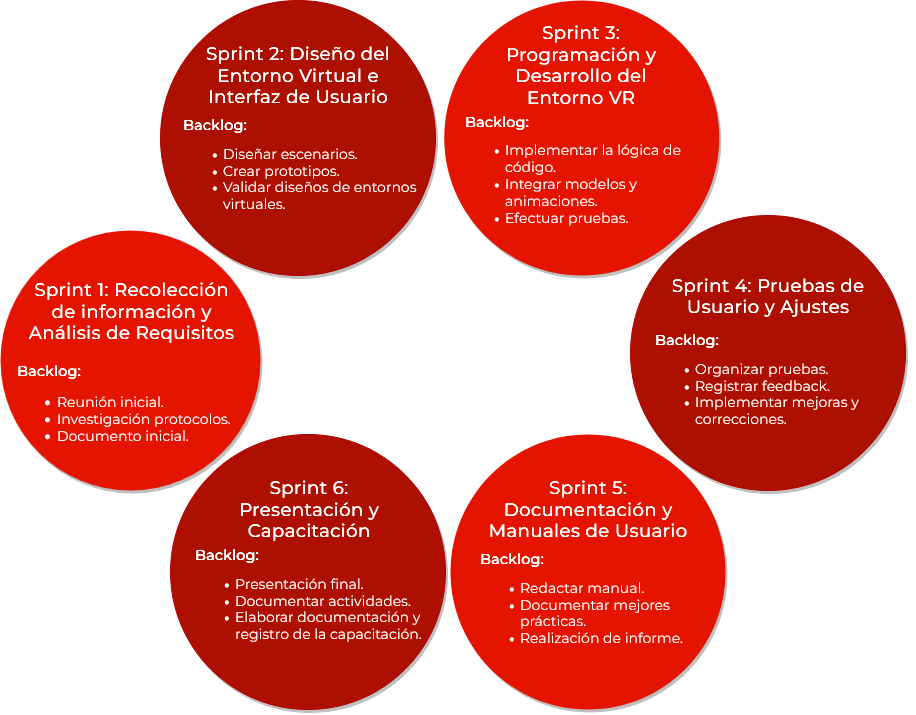 Sprint 1: Recolección
de información y
Análisis de Requisitos
Backlog:
• Reunión inicial.
• Investigación protocolos.
• Documento inicial.
Sprint 2: Diseño del
Entorno Virtual e
Interfaz de Usuario
Backlog:
• Diseñar escenarios.
• Crear prototipos.
• Validar diseños de entornos
virtuales.
Sprint 3:
Programación y
Desarrollo del
Entorno VR
Backlog:
• Implementar la lógica de
código.
• Integrar modelos y
animaciones.
• Efectuar pruebas.
Sprint 4: Pruebas de
Usuario y Ajustes
Backlog:
• Organizar pruebas.
• Registrar feedback.
• Implementar mejoras y
correcciones.
Sprint 5:
Documentación y
Manuales de Usuario
Backlog:
• Redactar manual.
• Documentar mejores
prácticas.
• Realización de informe.
Sprint 6:
Presentación y
Capacitación
Backlog:
• Presentación final.
• Documentar actividades.
• Elaborar documentación y
registro de la capacitación.